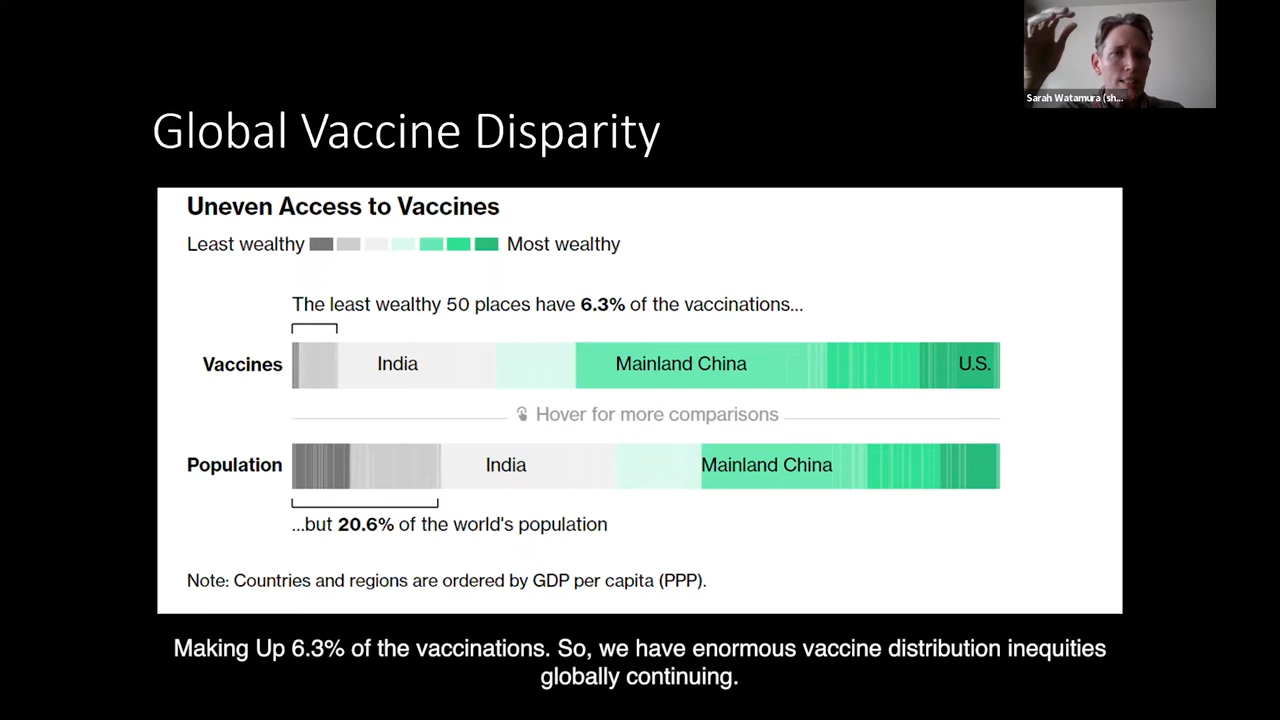 Sarah Watamura (sh...
Global Vaccine Disparity
Uneven Access to Vaccines
Least wealthy Most wealthy
The least wealthy 50 places have 6.3% of the vaccinations...
Vaccines India Mainland China U.S.
Hover for more comparisons
Population India Mainland China
...but 20.6% of the world's population
Note: Countries and regions are ordered by GDP per capita (PPP).
Making Up 6.3% of the vaccinations. So, we have enormous vaccine distribution inequities
globally continuing.